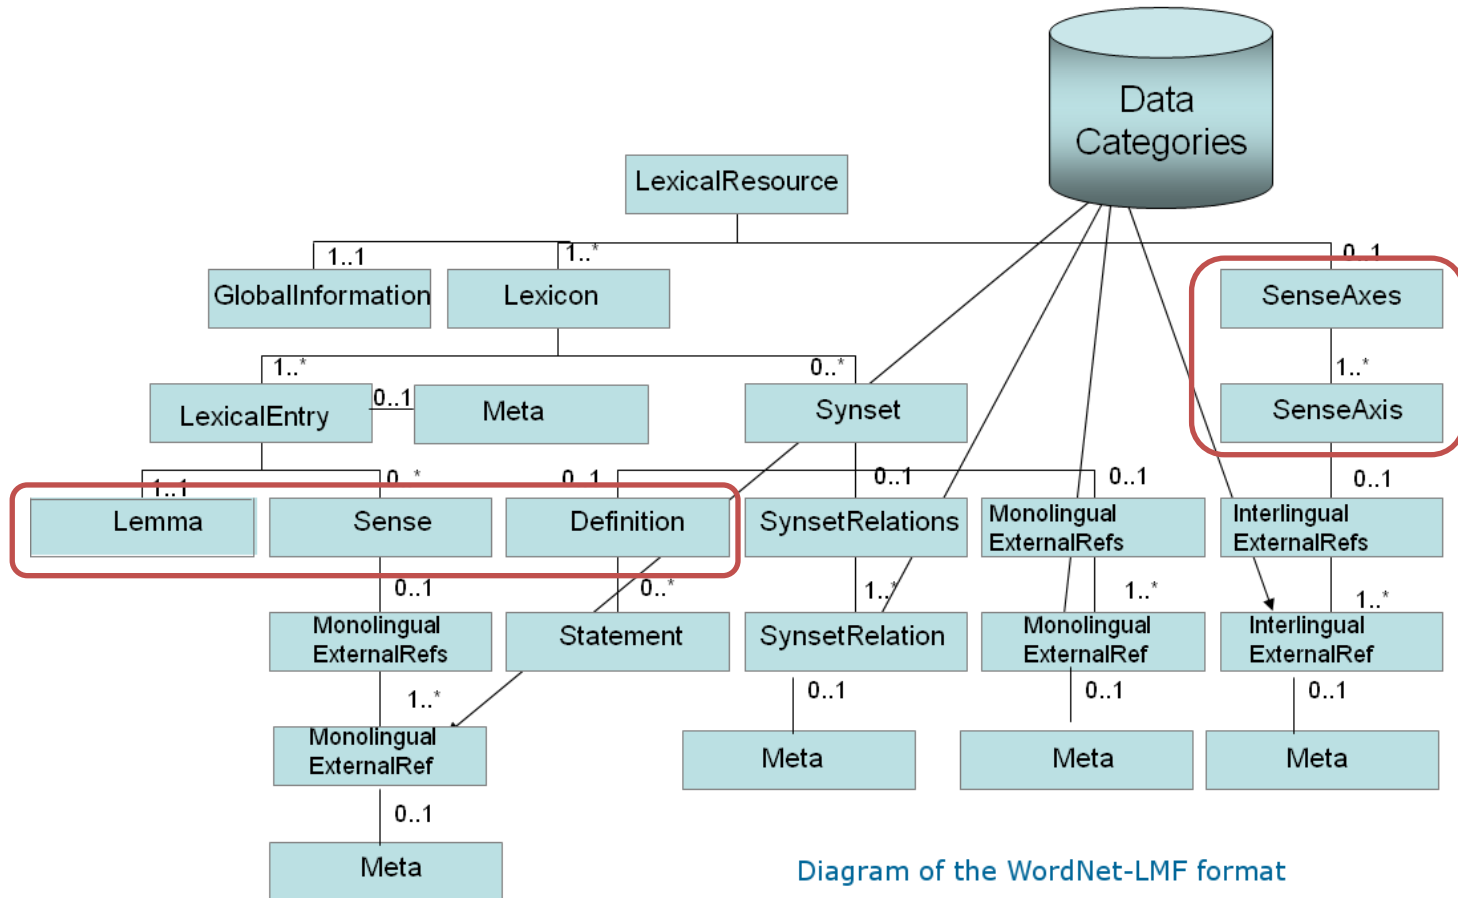 Data
Categories
LexicalResource
1..1
1..*
0..1
GlobalInformation
Lexicon
SenseAxes
1..*
0..*
1..*
LexicalEntry
0..1
Meta
Synset
SenseAxis
1..1
0..*
0..1
0..1
0..1
0..1
Lemma
Sense
Definition
SynsetRelations
Monolingual
ExternalRefs
Interlingual
ExternalRefs
0..1
0..*
1..*
1..*
1..*
Monolingual
ExternalRefs
Statement
SynsetRelation
Monolingual
ExternalRef
Interlingual
ExternalRef
1..*
0..1
0..1
0..1
Monolingual
ExternalRef
Meta
Meta
Meta
0..1
Meta
Diagram of the WordNet-LMF format